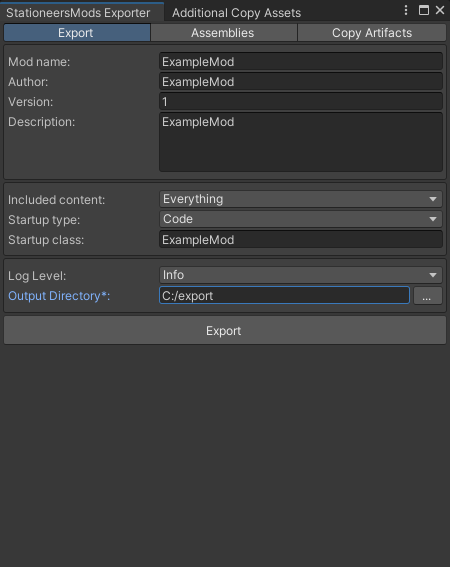 StationeersMods Exporter Additional Copy Assets
Export Assemblies Copy Artifacts
Mod name: ExampleMod
Author: ExampleMod
Version: 1
Description: ExampleMod
Included content: Everything
Startup type: Code
Startup class: ExampleMod
Log Level: Info
Output Directory*: C:/export ...
Export